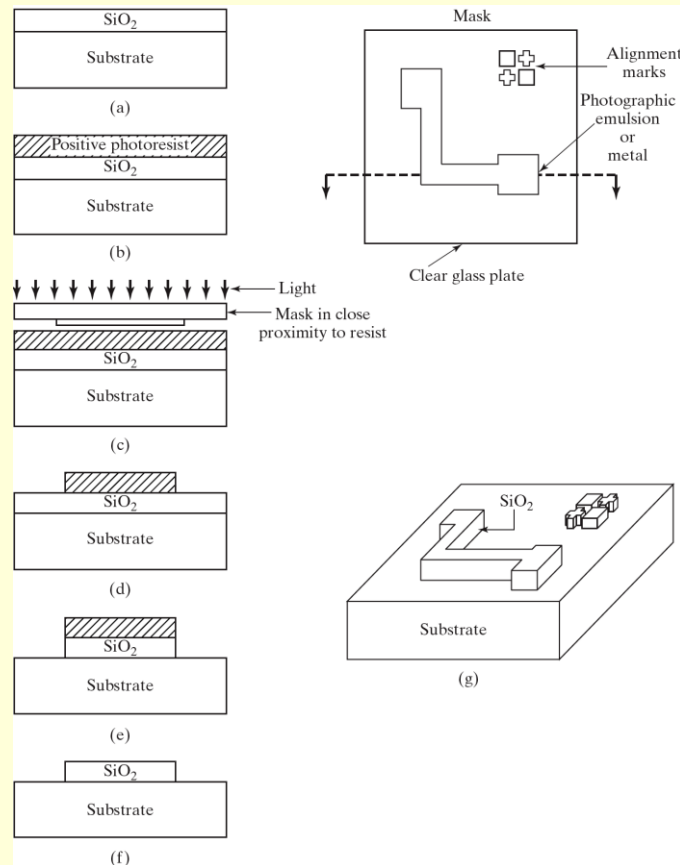 SiO₂
Substrate
(a)
Positive photoresist
SiO₂
Substrate
(b)
Light
Mask in close
proximity to resist
SiO₂
Substrate
(c)
SiO₂
Substrate
(d)
SiO₂
Substrate
(e)
SiO₂
Substrate
(f)
Mask
Alignment
marks
Photographic
emulsion
or
metal
Clear glass plate
SiO₂
Substrate
(g)